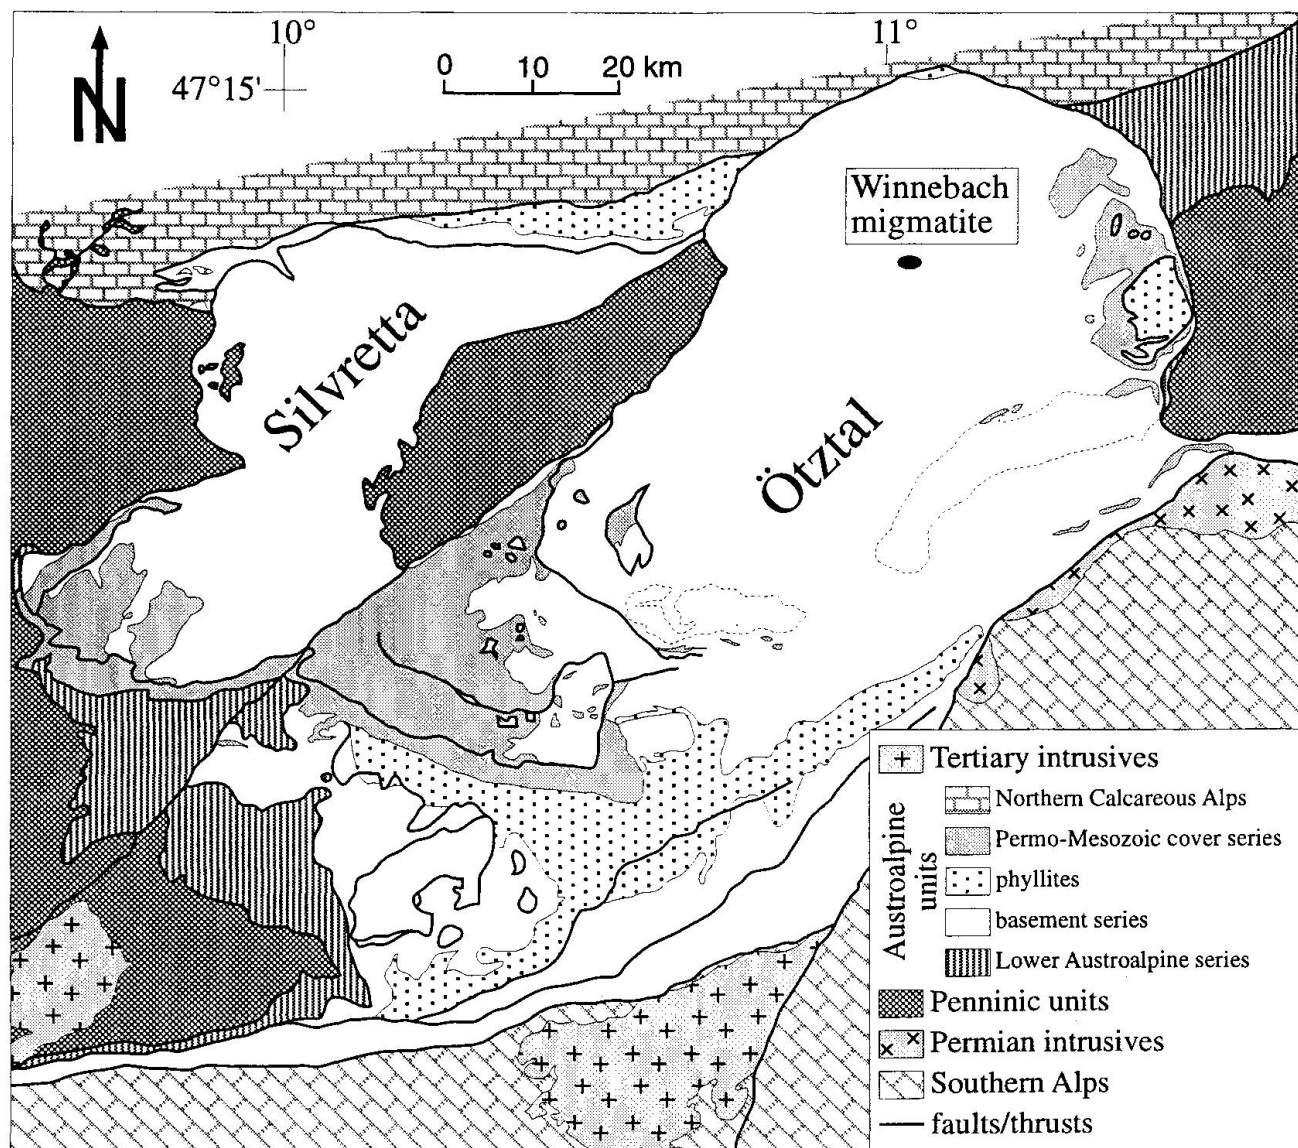 10°
11°
N
47°15'
0 10 20 km
Winnebach
migmatite
Silvretta
Ötztal
Tertiary intrusives
Austroalpine
units
Northern Calcareous Alps
Permo-Mesozoic cover series
phyllites
basement series
Lower Austroalpine series
Penninic units
Permian intrusives
Southern Alps
faults/thrusts